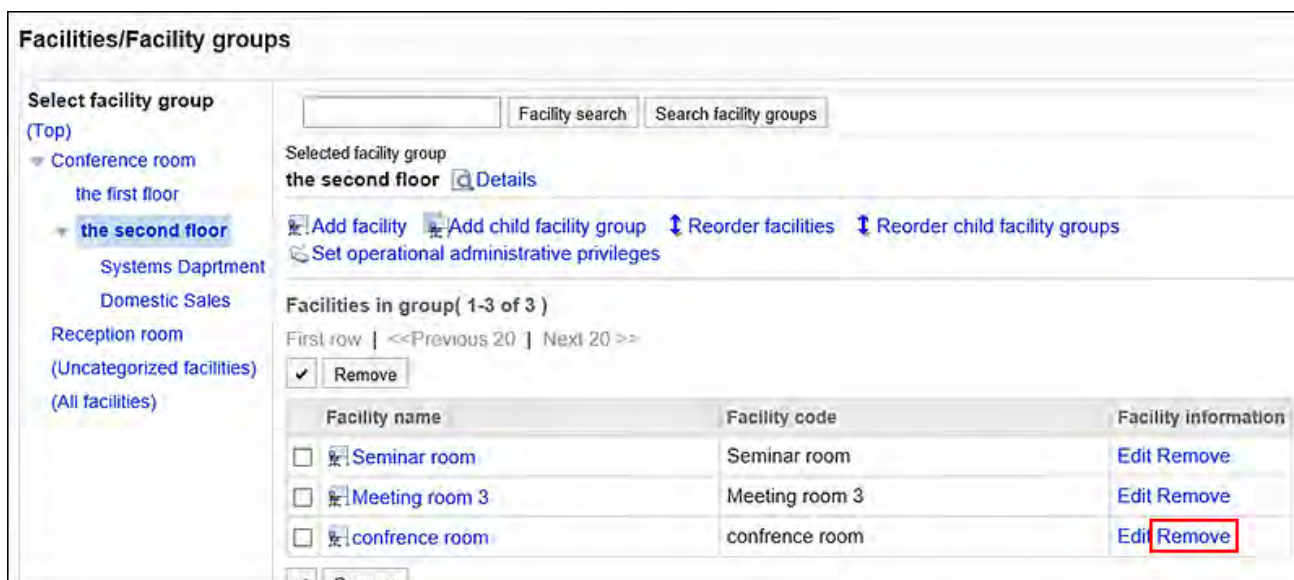 Facilities/Facility groups
Select facility group
(Top)
Conference room
the first floor
the second floor
Systems Daprtment
Domestic Sales
Reception room
(Uncategorized facilities)
(All facilities)
Facility search Search facility groups
Selected facility group
the second floor Details
Add facility Add child facility group Reorder facilities Reorder child facility groups
Set operational administrative privileges
Facilities in group( 1-3 of 3 )
First row | <<Previous 20 | Next 20 >>
Remove
Facility name Facility code Facility information
Seminar room Seminar room Edit Remove
Meeting room 3 Meeting room 3 Edit Remove
confrence room confrence room Edit Remove